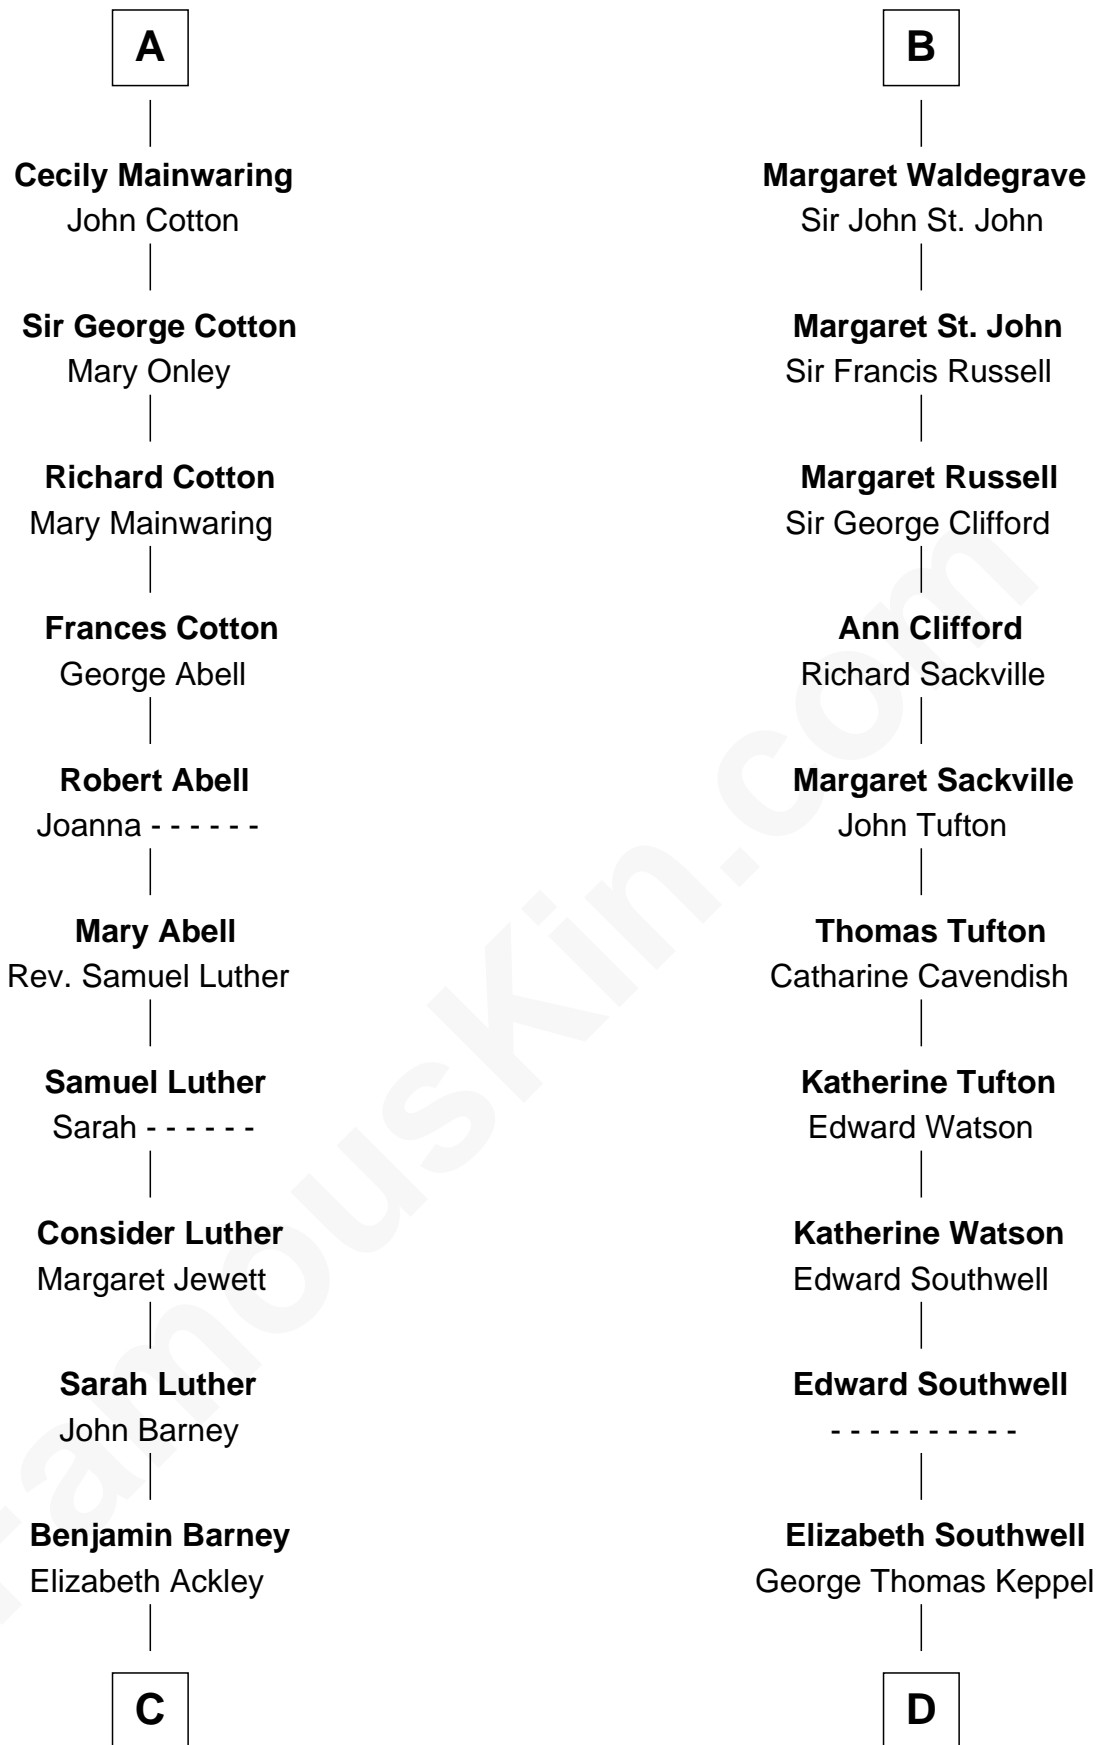 A
Cecily Mainwaring
John Cotton
Sir George Cotton
Mary Onley
Richard Cotton
Mary Mainwaring
Frances Cotton
George Abell
Robert Abell
Joanna - - - - - -
Mary Abell
Rev. Samuel Luther
Samuel Luther
Sarah - - - - - -
Consider Luther
Margaret Jewett
Sarah Luther
John Barney
Benjamin Barney
Elizabeth Ackley
C
B
Margaret Waldegrave
Sir John St. John
Margaret St. John
Sir Francis Russell
Margaret Russell
Sir George Clifford
Ann Clifford
Richard Sackville
Margaret Sackville
John Tufton
Thomas Tufton
Catharine Cavendish
Katherine Tufton
Edward Watson
Katherine Watson
Edward Southwell
Edward Southwell
- - - - - - - - - -
Elizabeth Southwell
George Thomas Keppel
D
FamousKin.com